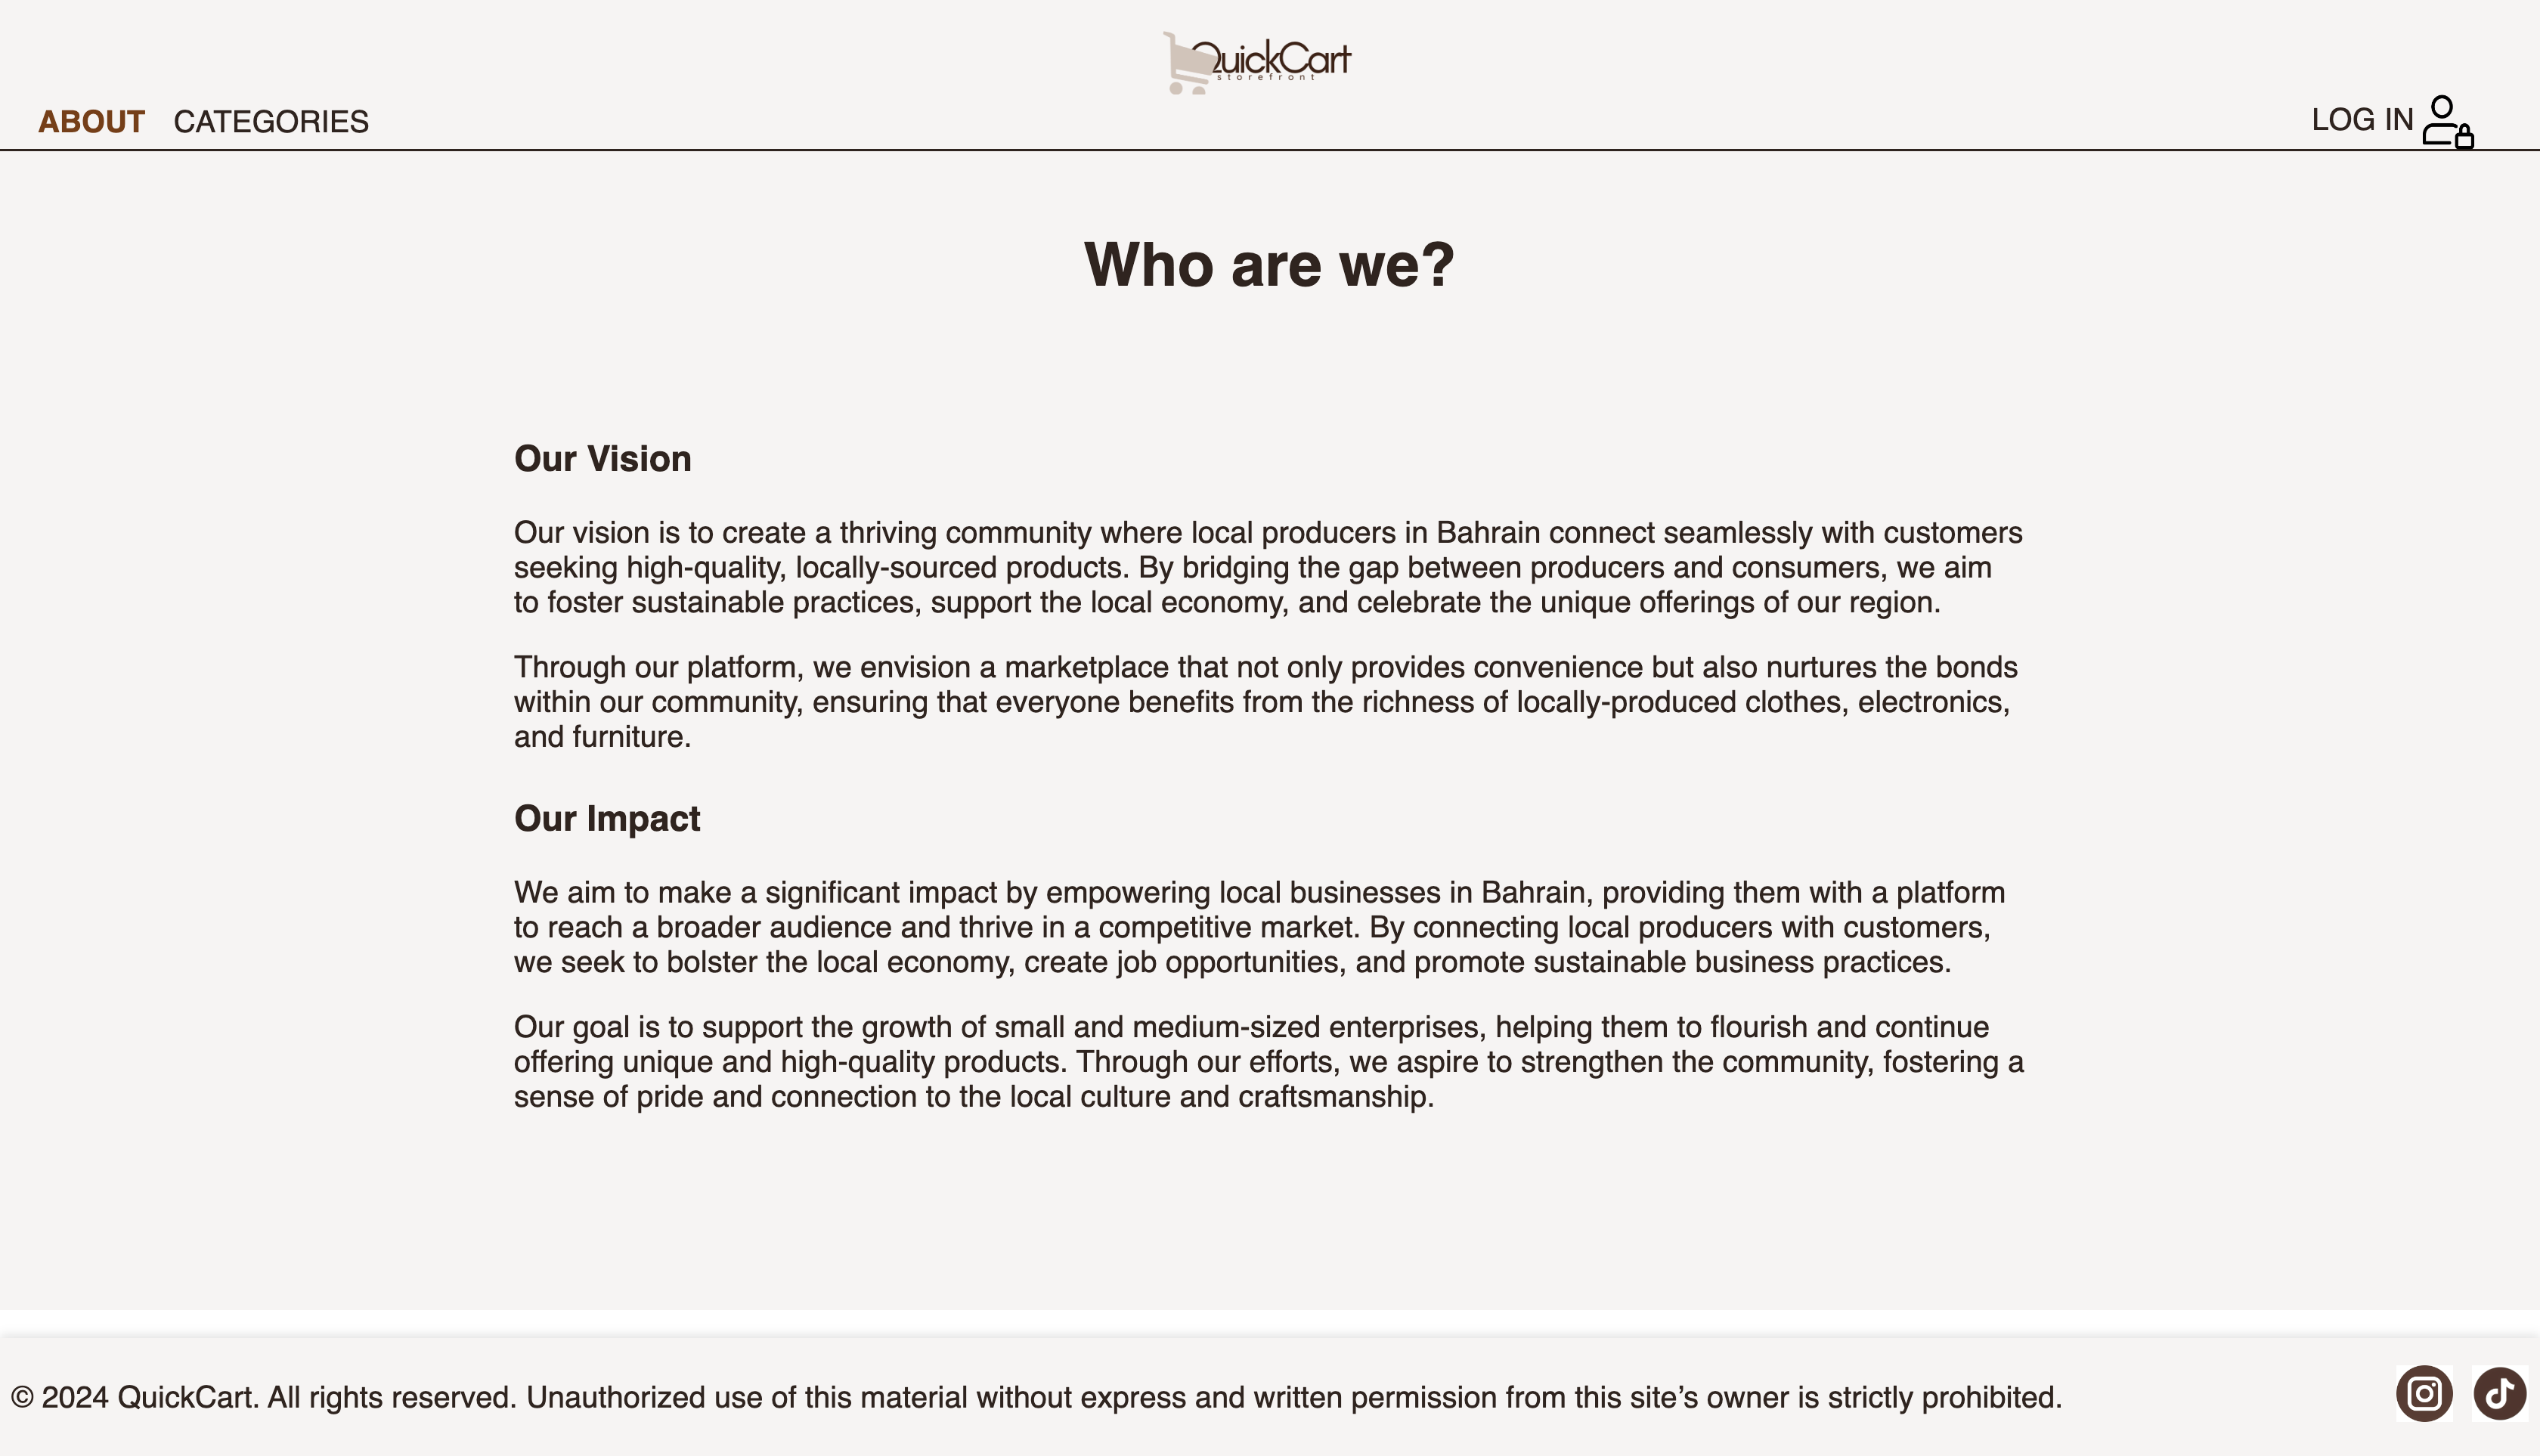 QuickCart
storefront
ABOUT CATEGORIES LOG IN
Who are we?
Our Vision
Our vision is to create a thriving community where local producers in Bahrain connect seamlessly with customers
seeking high-quality, locally-sourced products. By bridging the gap between producers and consumers, we aim
to foster sustainable practices, support the local economy, and celebrate the unique offerings of our region.
Through our platform, we envision a marketplace that not only provides convenience but also nurtures the bonds
within our community, ensuring that everyone benefits from the richness of locally-produced clothes, electronics,
and furniture.
Our Impact
We aim to make a significant impact by empowering local businesses in Bahrain, providing them with a platform
to reach a broader audience and thrive in a competitive market. By connecting local producers with customers,
we seek to bolster the local economy, create job opportunities, and promote sustainable business practices.
Our goal is to support the growth of small and medium-sized enterprises, helping them to flourish and continue
offering unique and high-quality products. Through our efforts, we aspire to strengthen the community, fostering a
sense of pride and connection to the local culture and craftsmanship.
© 2024 QuickCart. All rights reserved. Unauthorized use of this material without express and written permission from this site’s owner is strictly prohibited.